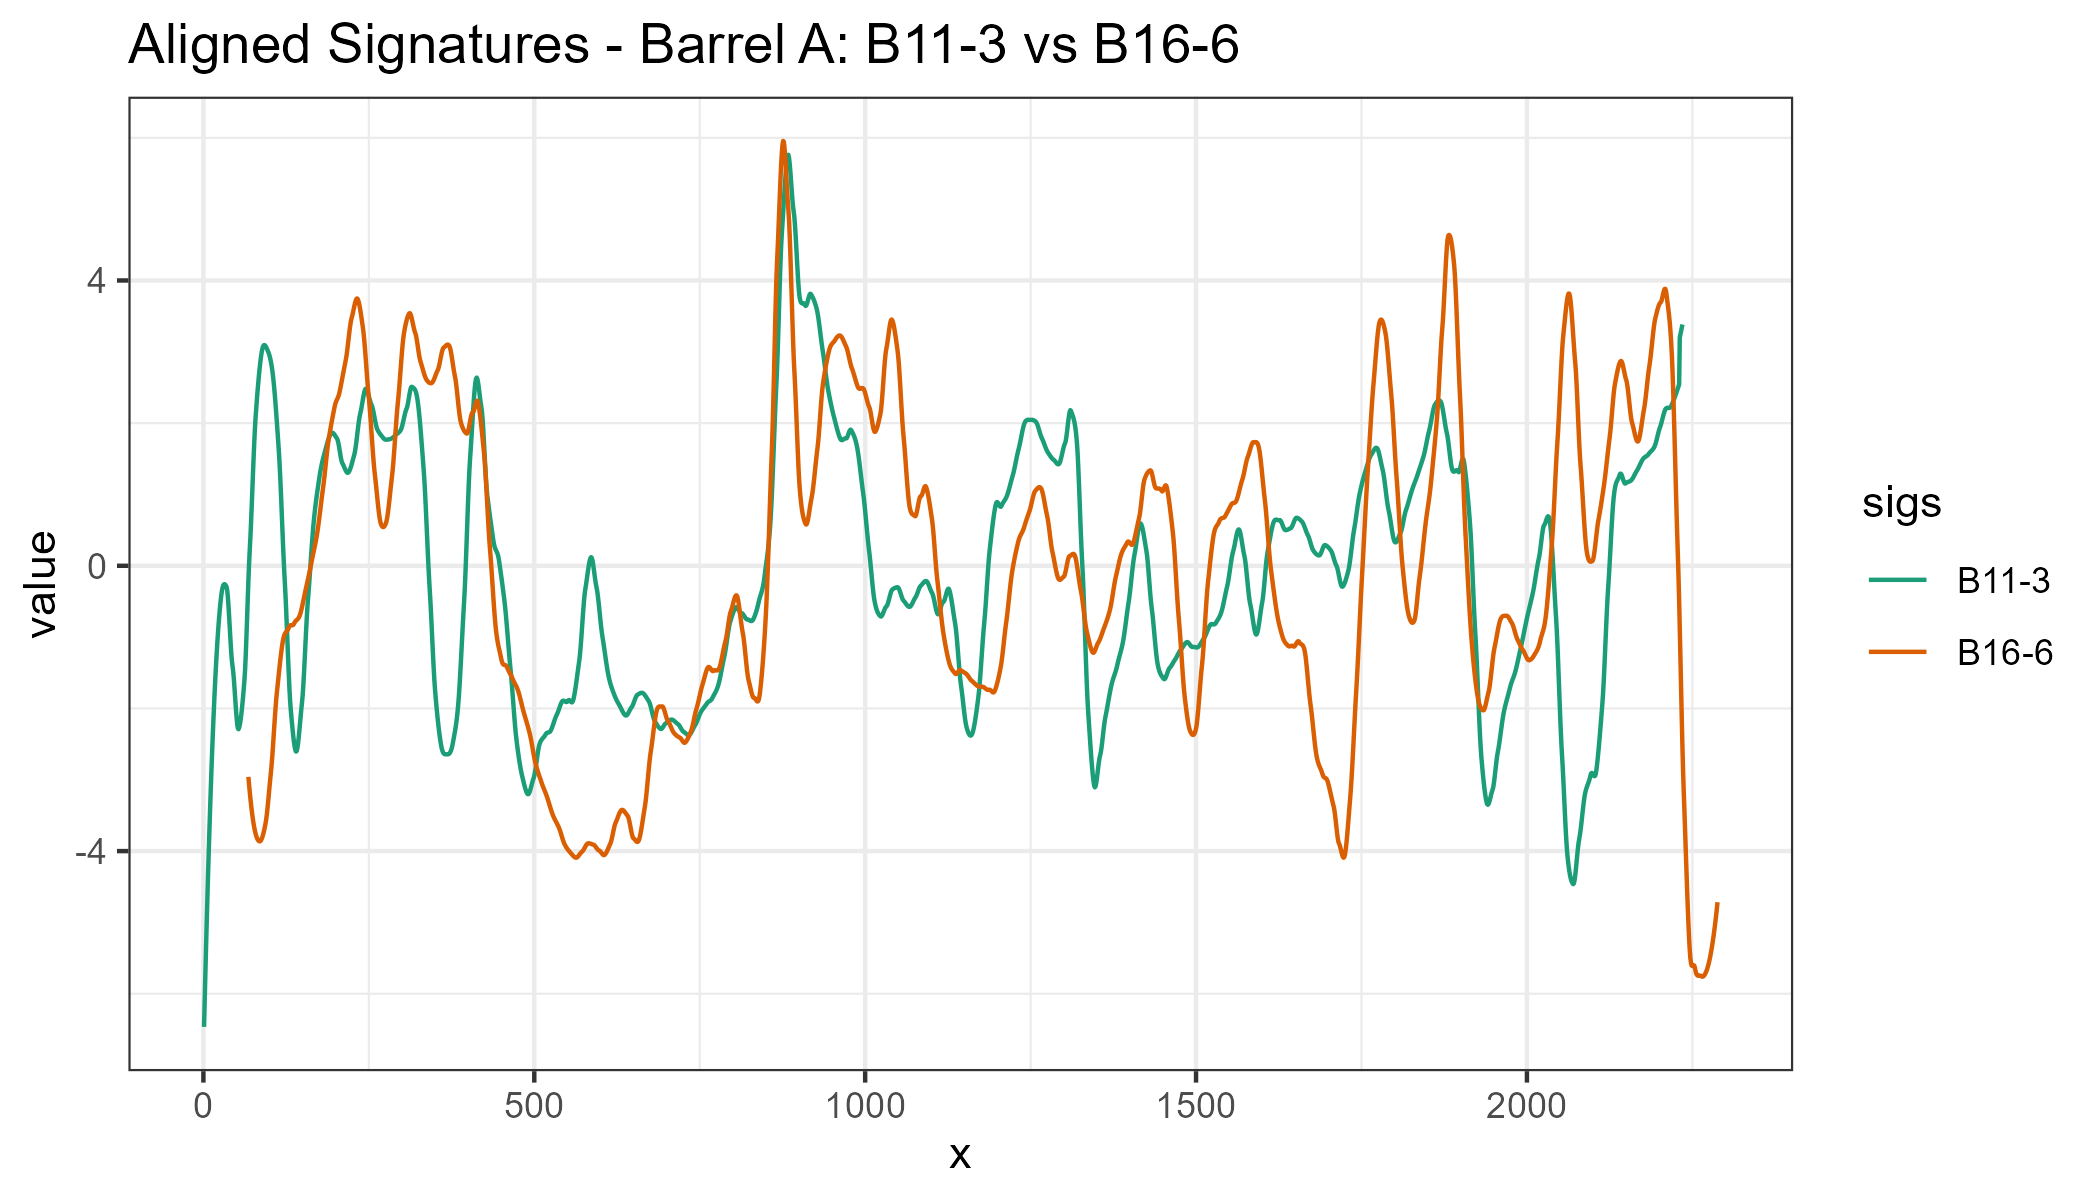 Aligned Signatures - Barrel A: B11-3 vs B16-6
value
4
0
-4
0 500 1000 1500 2000
x
sigs
B11-3
B16-6